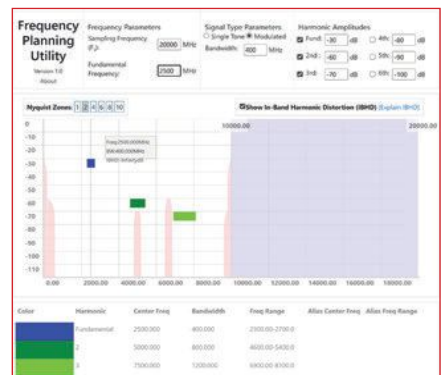 Frequency Planning Utility
Version 1.0
About
Frequency Parameters
Sampling Frequency (Fs): 20000 MHz
Fundamental Frequency: 2500 MHz
Signal Type Parameters
Single Tone Modulated
Bandwidth: 400 MHz
Harmonic Amplitudes
Fund: -30 dB 4th: -80 dB
2nd: -60 dB 5th: -90 dB
3rd: -70 dB 6th: -100 dB
Nyquist Zones: 1 2 4 6 8 10
Show In-Band Harmonic Distortion (IBHD) (Explain IBHD)
0 10000.00 20000.00
-10
-20
-30
-40
-50
-60
-70
-80
-90
-100
-110
0.00 2000.00 4000.00 6000.00 8000.00 10000.00 12000.00 14000.00 16000.00 18000.00
Color Harmonic Center Freq Bandwidth Freq Range Alias Center Freq Alias Freq Range
Fundamental 2500.000 400.000 2300.00-2700.0
2 5000.000 800.000 4600.00-5400.0
3 7500.000 1200.000 6900.00-8100.0